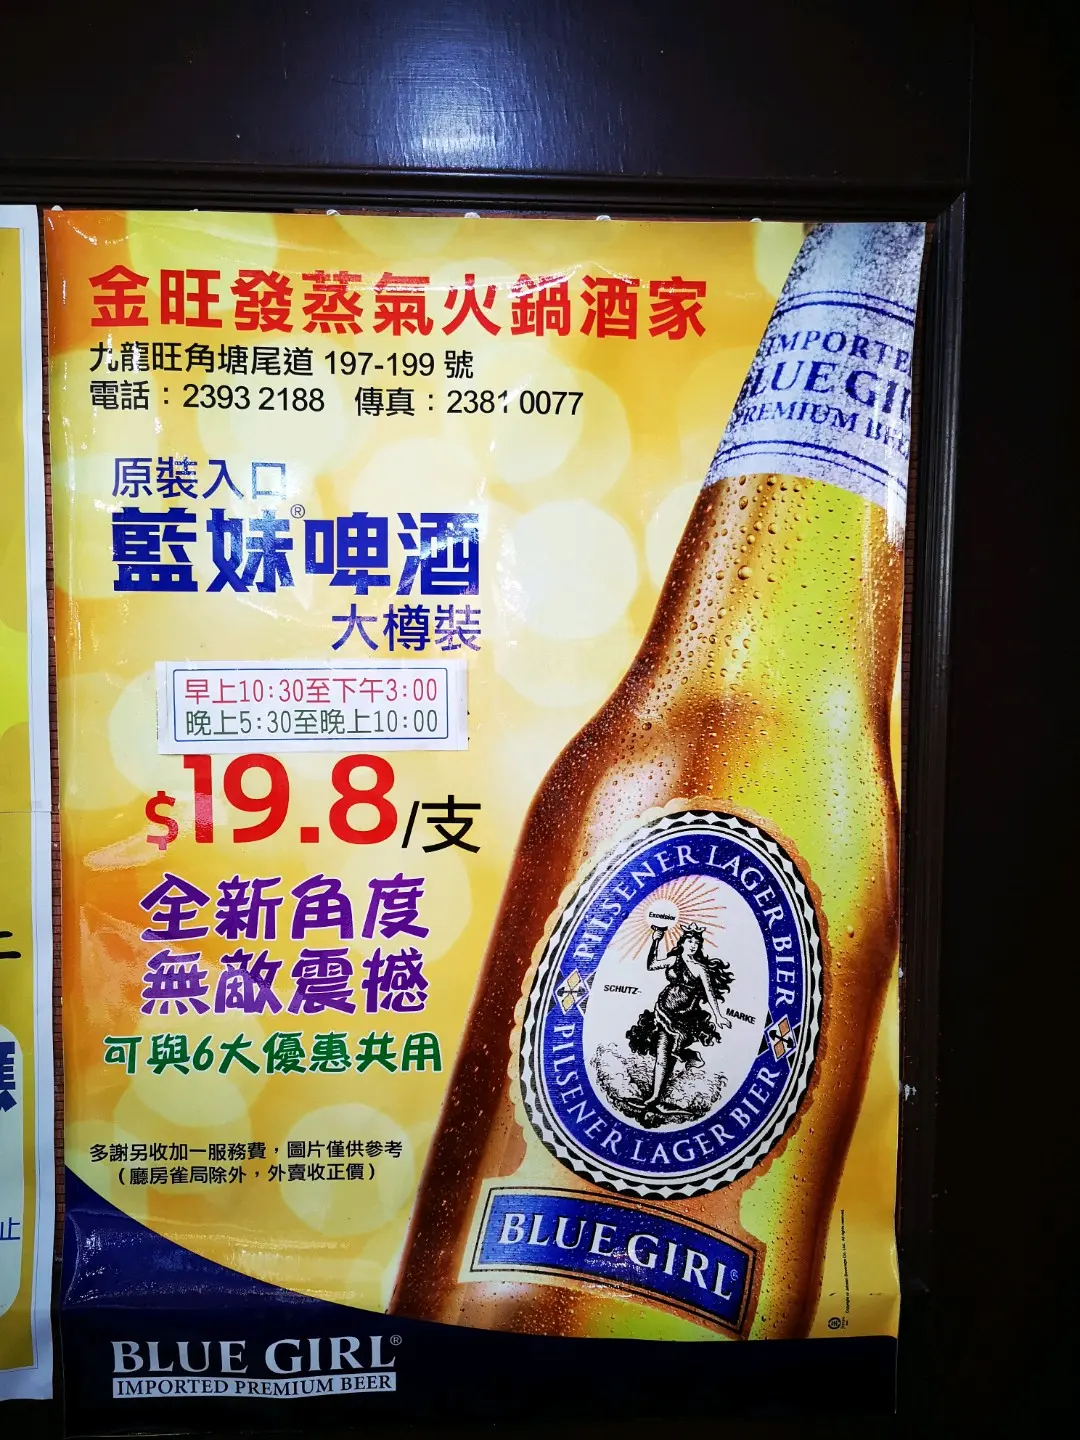 金旺發蒸氣火鍋酒家
九龍旺角塘尾道 197-199 號
電話：2393 2188 傳真：2381 0077
原裝入口
藍妹®啤酒
大樽裝
早上10:30至下午3:00
晚上5:30至晚上10:00
$19.8/支
全新角度
無敵震撼
可與6大優惠共用
多謝另收加一服務費，圖片僅供參考
（廳房雀局除外，外賣收正價）
BLUE GIRL®
IMPORTED PREMIUM BEER
IMPORTE
LUE GI
PREMIUM BEE
PILSENER LAGER BIER
Excelsior
SCHUTZ-
MARKE
PILSENER LAGER BIER
BLUE GIRL®
止